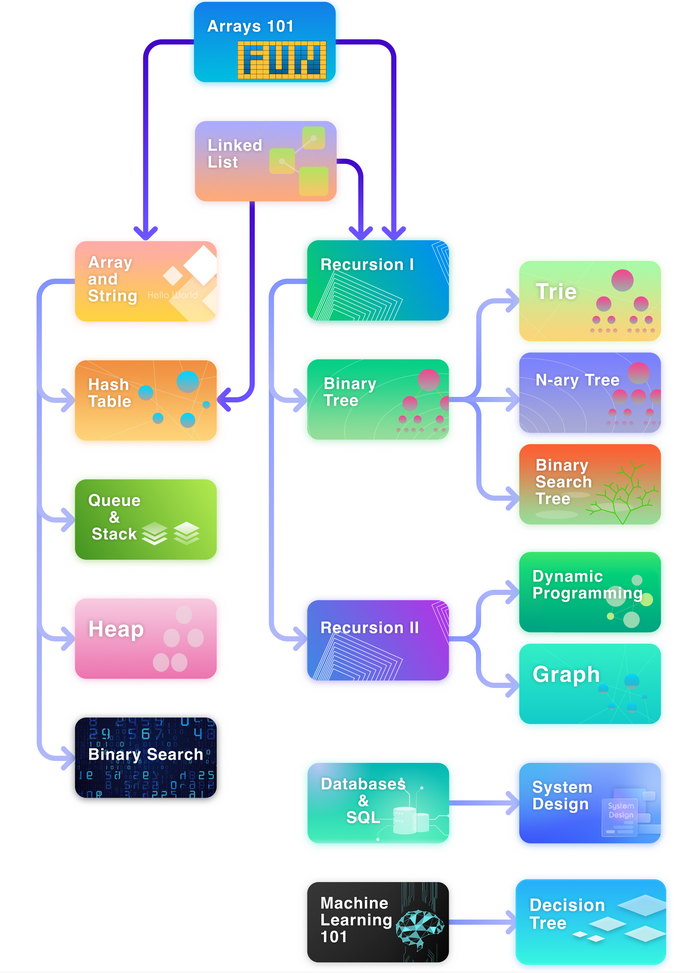 Arrays 101
FUN
Linked
List
Array
and
String
Hello World
Recursion I
Trie
Hash
Table
Binary
Tree
N-ary Tree
Binary
Search
Tree
Queue
&
Stack
Dynamic
Programming
Heap
Recursion II
Graph
Binary Search
Databases
&
SQL
System
Design
System
Design
Machine
Learning
101
Decision
Tree